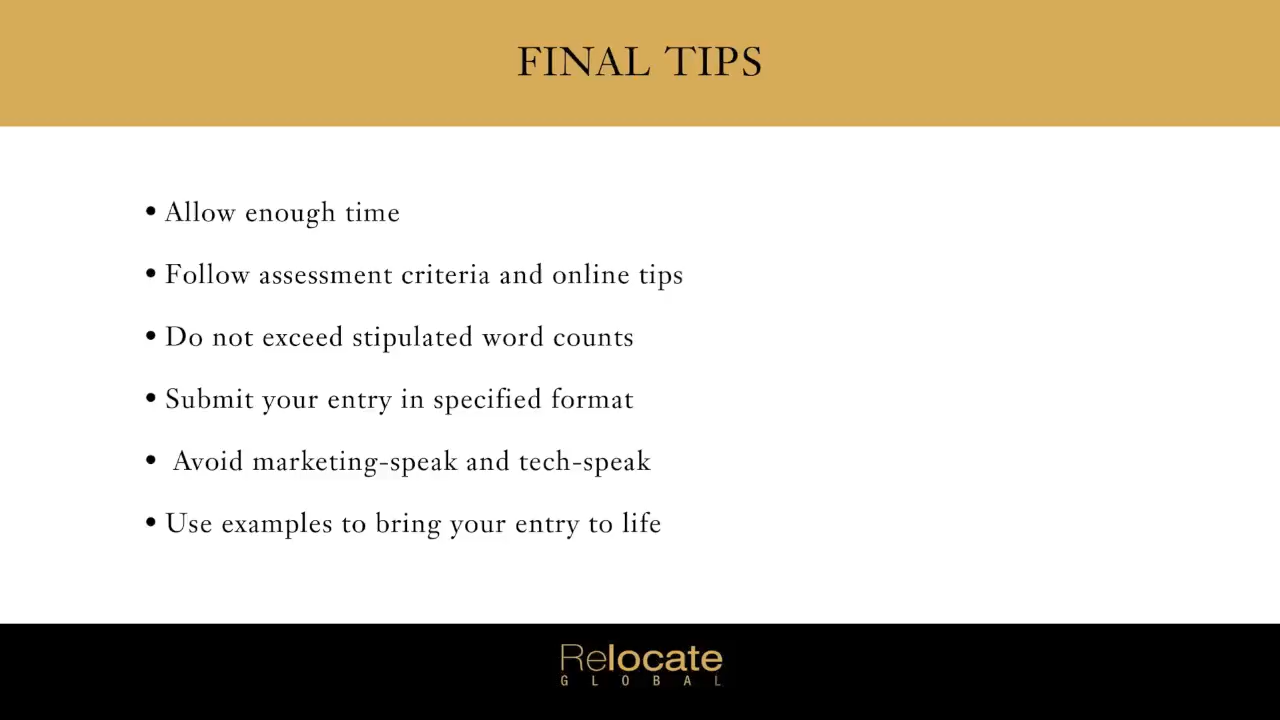 FINAL TIPS
• Allow enough time
• Follow assessment criteria and online tips
• Do not exceed stipulated word counts
• Submit your entry in specified format
• Avoid marketing-speak and tech-speak
• Use examples to bring your entry to life
Relocate
GLOBAL